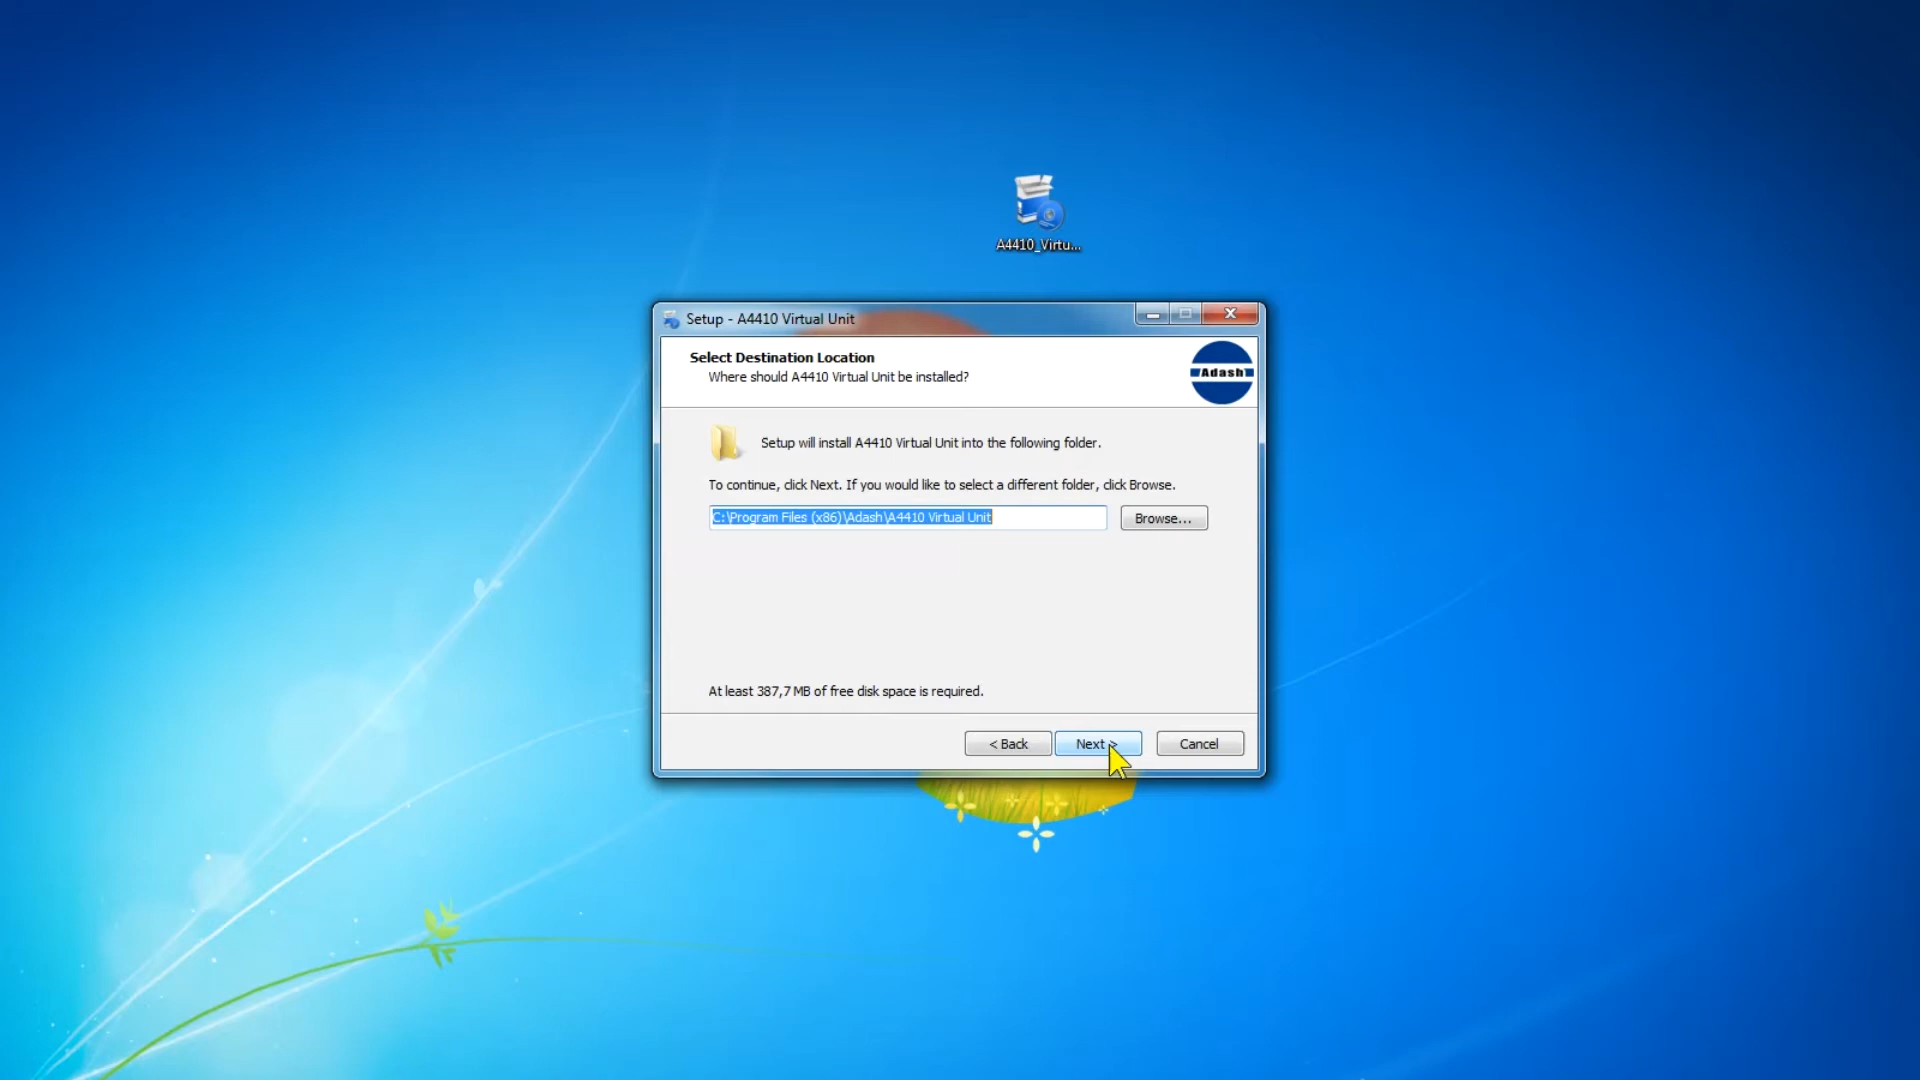 A4410_Virtu...
Setup - A4410 Virtual Unit
Select Destination Location
Where should A4410 Virtual Unit be installed?
Adash
Setup will install A4410 Virtual Unit into the following folder.
To continue, click Next. If you would like to select a different folder, click Browse.
C:\Program Files (x86)\Adash\A4410 Virtual Unit
Browse...
At least 387,7 MB of free disk space is required.
< Back
Next >
Cancel